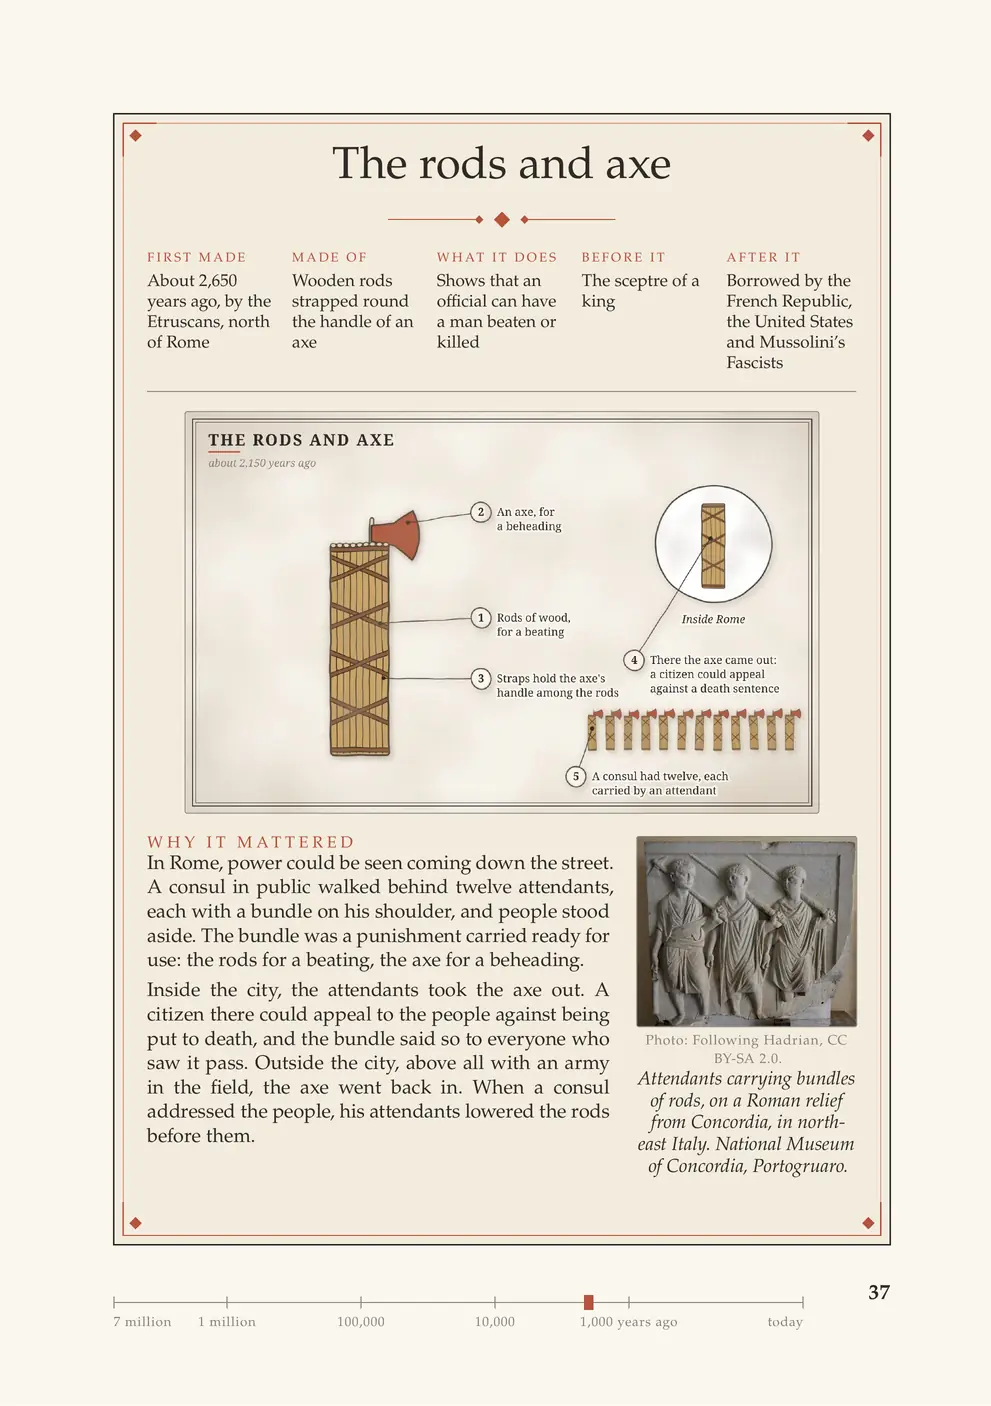 The rods and axe
FIRST MADE
About 2,650
years ago, by the
Etruscans, north
of Rome
MADE OF
Wooden rods
strapped round
the handle of an
axe
WHAT IT DOES
Shows that an
official can have
a man beaten or
killed
BEFORE IT
The sceptre of a
king
AFTER IT
Borrowed by the
French Republic,
the United States
and Mussolini's
Fascists
THE RODS AND AXE
about 2,150 years ago
2 An axe, for
a beheading
1 Rods of wood,
for a beating
3 Straps hold the axe's
handle among the rods
Inside Rome
4 There the axe came out:
a citizen could appeal
against a death sentence
5 A consul had twelve, each
carried by an attendant
WHY IT MATTERED
In Rome, power could be seen coming down the street.
A consul in public walked behind twelve attendants,
each with a bundle on his shoulder, and people stood
aside. The bundle was a punishment carried ready for
use: the rods for a beating, the axe for a beheading.
Inside the city, the attendants took the axe out. A
citizen there could appeal to the people against being
put to death, and the bundle said so to everyone who
saw it pass. Outside the city, above all with an army
in the field, the axe went back in. When a consul
addressed the people, his attendants lowered the rods
before them.
Photo: Following Hadrian, CC
BY-SA 2.0.
Attendants carrying bundles
of rods, on a Roman relief
from Concordia, in north-
east Italy. National Museum
of Concordia, Portogruaro.
37
7 million 1 million 100,000 10,000 1,000 years ago today